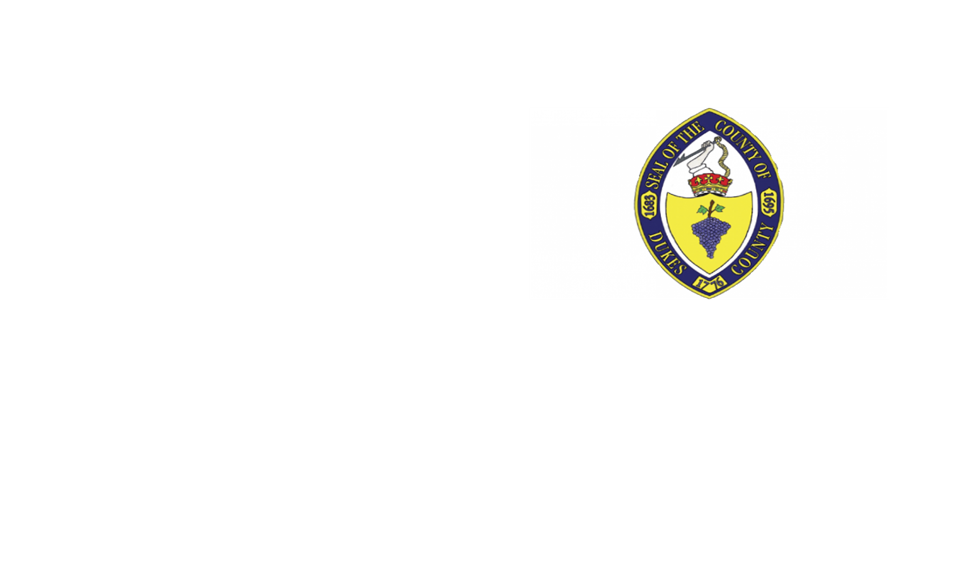 SEAL OF THE COUNTY OF
1683
1695
DUKES COUNTY
1776